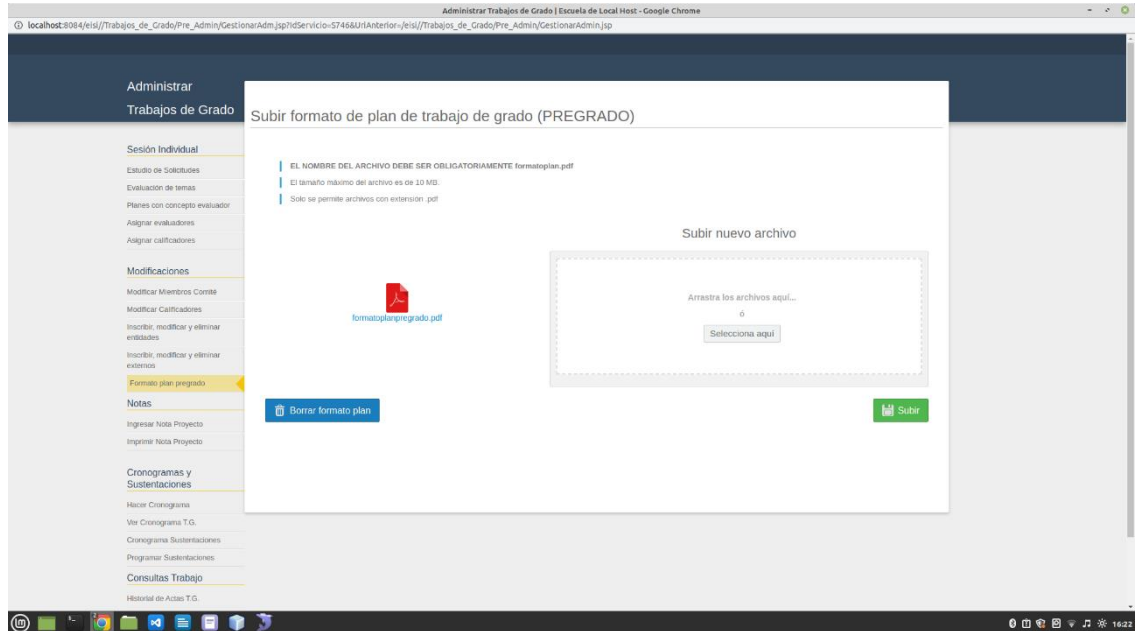 Administrar Trabajos de Grado | Escuela de Local Host - Google Chrome
localhost:8084/eisi//Trabajos_de_Grado/Pre_Admin/GestionarAdm.jsp?IdServicio=5746&UrlAnterior=/eisi//Trabajos_de_Grado/Pre_Admin/GestionarAdmin.jsp
Administrar
Trabajos de Grado
Subir formato de plan de trabajo de grado (PREGRADO)
Sesión Individual
Estudio de Solicitudes
Evaluación de temas
Planes con concepto evaluador
Asignar evaluadores
Asignar calificadores
Modificaciones
Modificar Miembros Comité
Modificar Calificadores
Inscribir, modificar y eliminar
entidades
Inscribir, modificar y eliminar
externos
Formato plan pregrado
Notas
Ingresar Nota Proyecto
Imprimir Nota Proyecto
Cronogramas y
Sustentaciones
Hacer Cronograma
Ver Cronograma T.G.
Cronograma Sustentaciones
Programar Sustentaciones
Consultas Trabajo
Historial de Actas T.G.
EL NOMBRE DEL ARCHIVO DEBE SER OBLIGATORIAMENTE formatoplan.pdf
El tamaño máximo del archivo es de 10 MB.
Solo se permite archivos con extensión .pdf
formatoplanpregrado.pdf
Subir nuevo archivo
Arrastra los archivos aquí...
ó
Selecciona aquí
Borrar formato plan
Subir
16:22